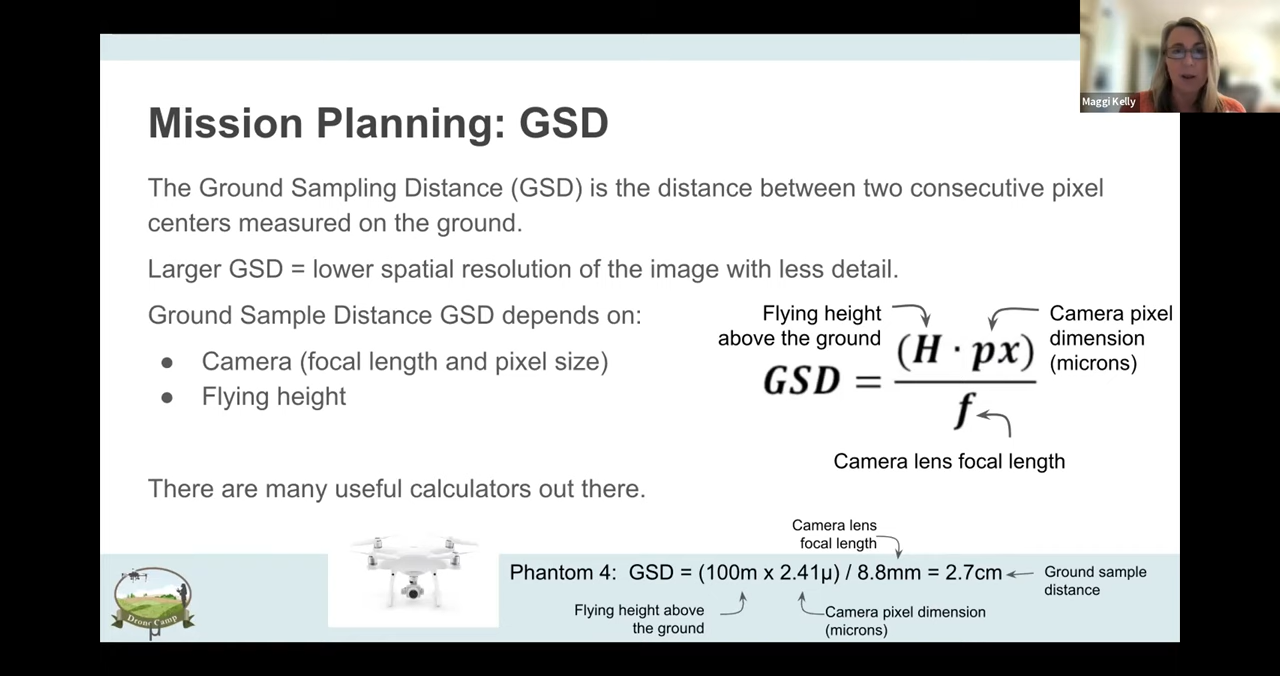 Maggi Kelly
Mission Planning: GSD
The Ground Sampling Distance (GSD) is the distance between two consecutive pixel
centers measured on the ground.
Larger GSD = lower spatial resolution of the image with less detail.
Ground Sample Distance GSD depends on:
● Camera (focal length and pixel size)
● Flying height
Flying height
above the ground
Camera pixel
dimension
(microns)
GSD = (H · px) / f
Camera lens focal length
There are many useful calculators out there.
Camera lens
focal length
Phantom 4: GSD = (100m x 2.41μ) / 8.8mm = 2.7cm
Ground sample
distance
Flying height above
the ground
Camera pixel dimension
(microns)
Drone Camp
μ